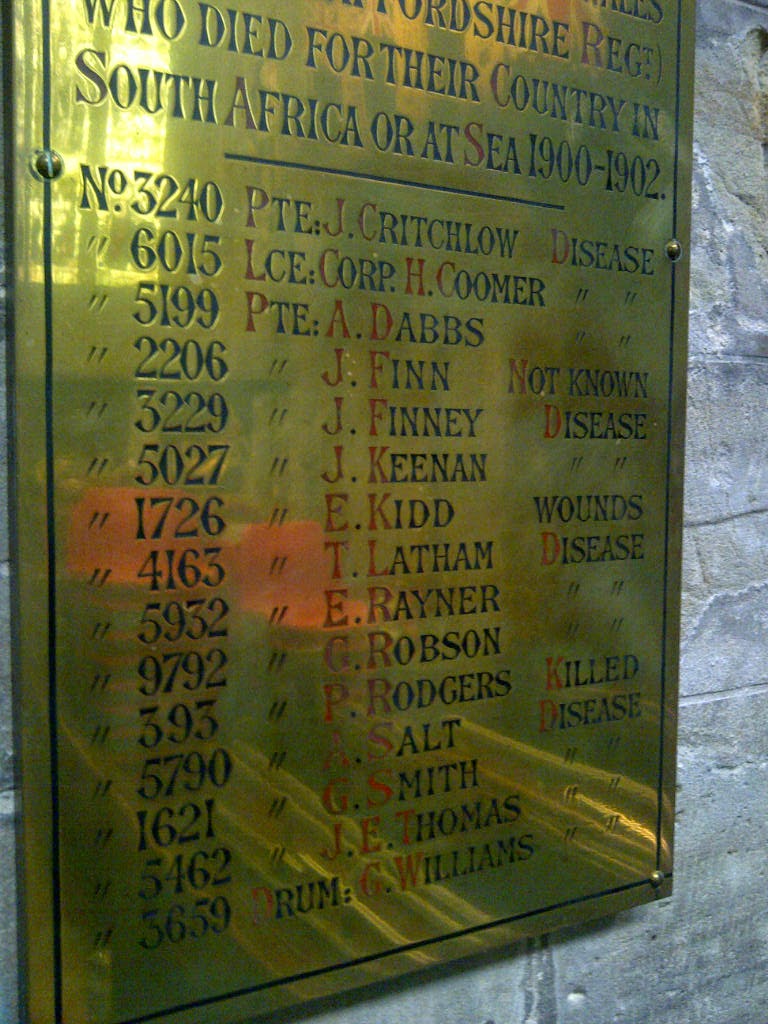 WALES
FFORDSHIRE REGT.)
WHO DIED FOR THEIR COUNTRY IN
SOUTH AFRICA OR AT SEA 1900-1902.
No. 3240 PTE: J. CRITCHLOW DISEASE
" 6015 LCE: CORP. H. COOMER " "
" 5199 PTE: A. DABBS " "
" 2206 " J. FINN NOT KNOWN
" 3229 " J. FINNEY DISEASE
" 5027 " J. KEENAN " "
" 1726 " E. KIDD WOUNDS
" 4163 " T. LATHAM DISEASE
" 5932 " E. RAYNER " "
" 9792 " G. ROBSON " "
" 393 " P. RODGERS KILLED
" 5790 " A. SALT DISEASE
" 1621 " G. SMITH " "
" 5462 " J. E. THOMAS " "
" 3659 DRUM: G. WILLIAMS " "